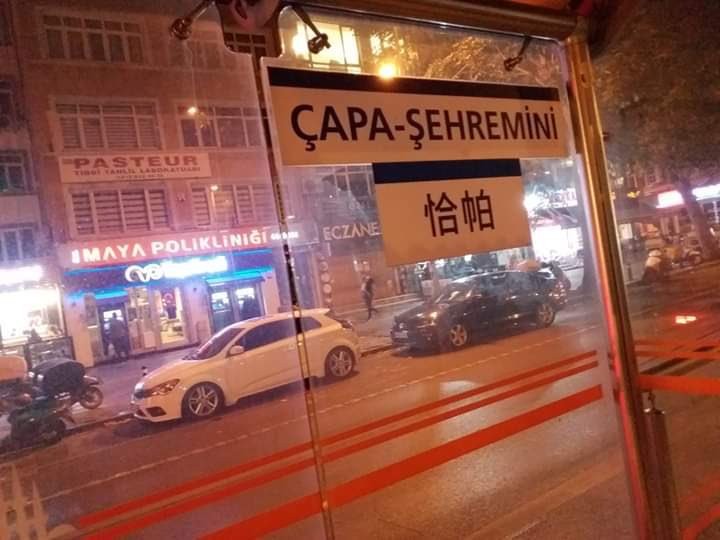 ÇAPA-ŞEHREMİNİ
恰帕
PASTEUR
TIBBİ TAHLİL LABORATUARI
MAYA POLİKLİNİĞİ
ECZANE